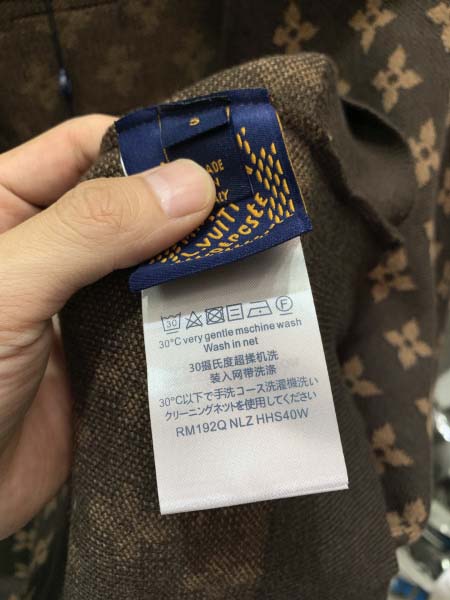 30 F
30°C very gentle mschine wash
Wash in net
30摄氏度超揉机洗
装入网带洗涤
30°C以下で手洗コース洗濯機洗い
クリーニングネットを使用してください
RM192Q NLZ HHS40W